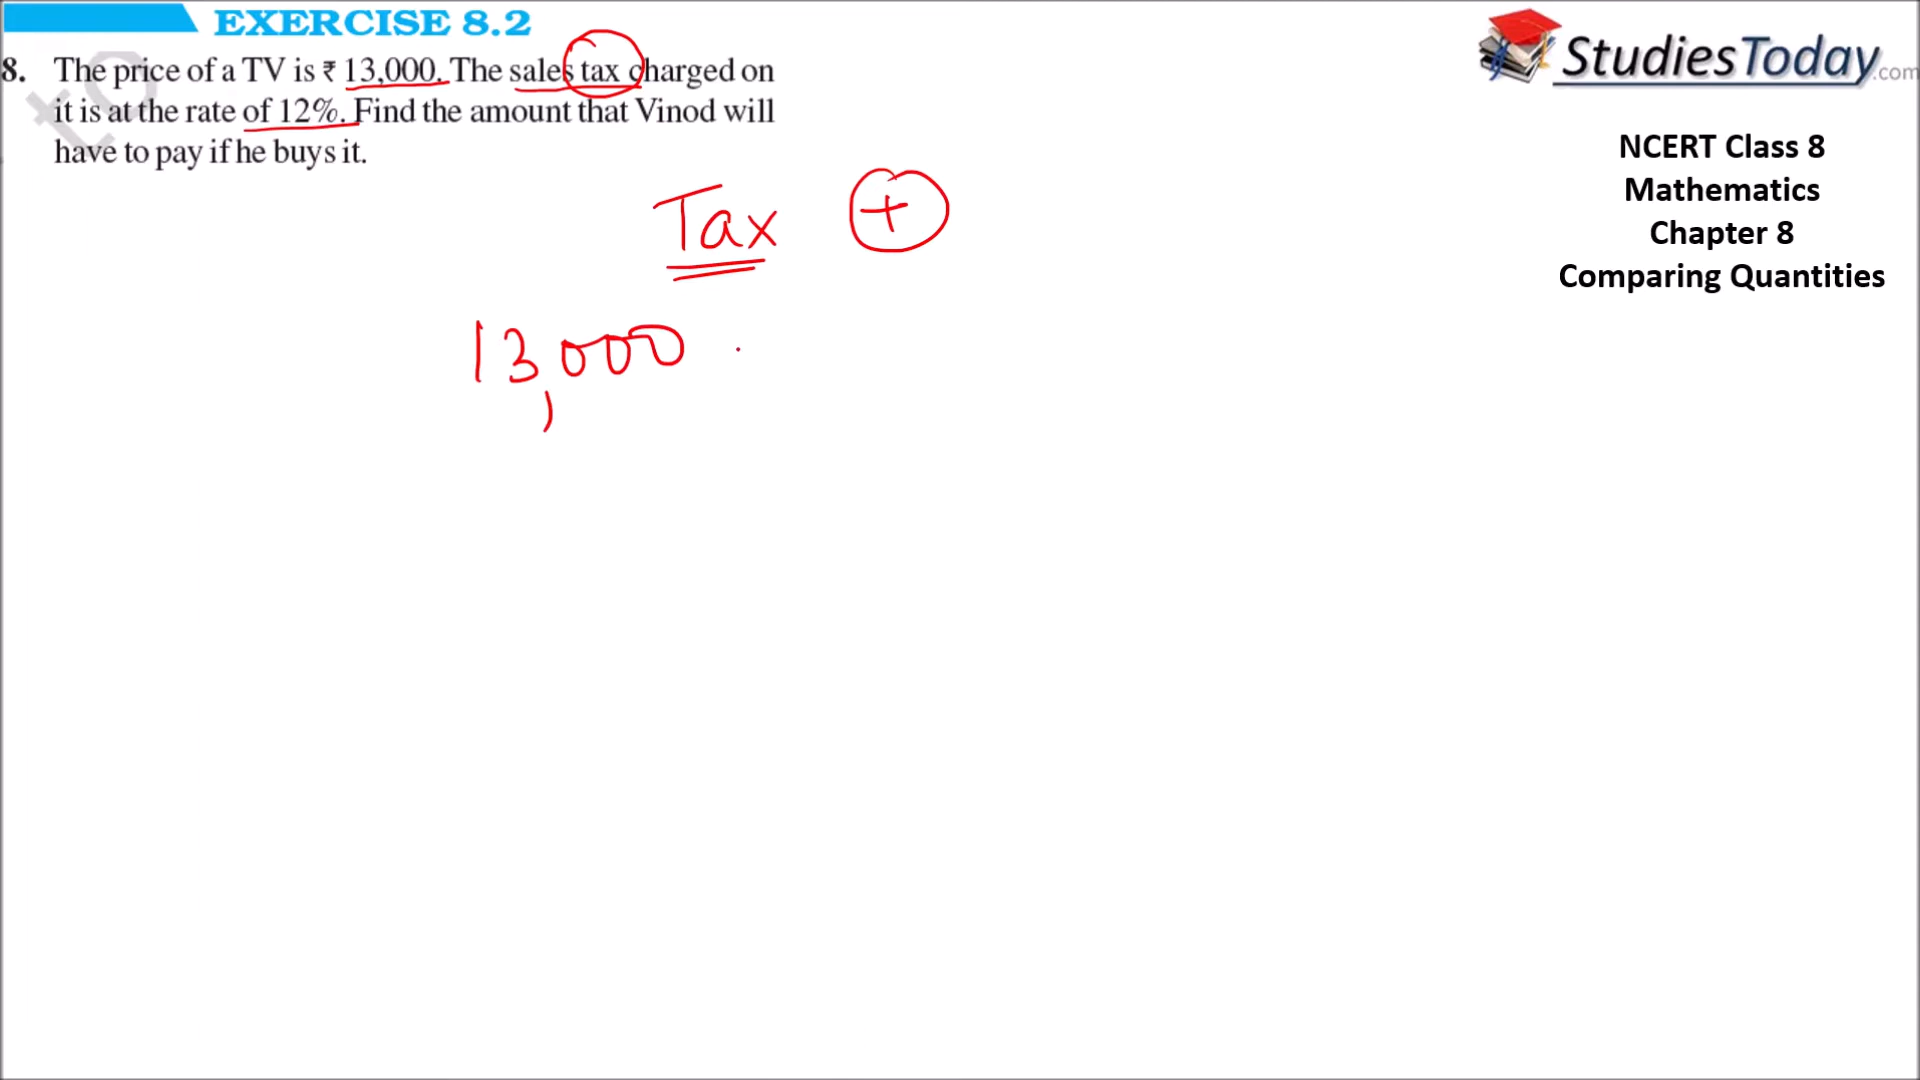 EXERCISE 8.2
8. The price of a TV is ₹ 13,000. The sales tax charged on
it is at the rate of 12%. Find the amount that Vinod will
have to pay if he buys it.
to
Tax +
13,000
StudiesToday.com
NCERT Class 8
Mathematics
Chapter 8
Comparing Quantities